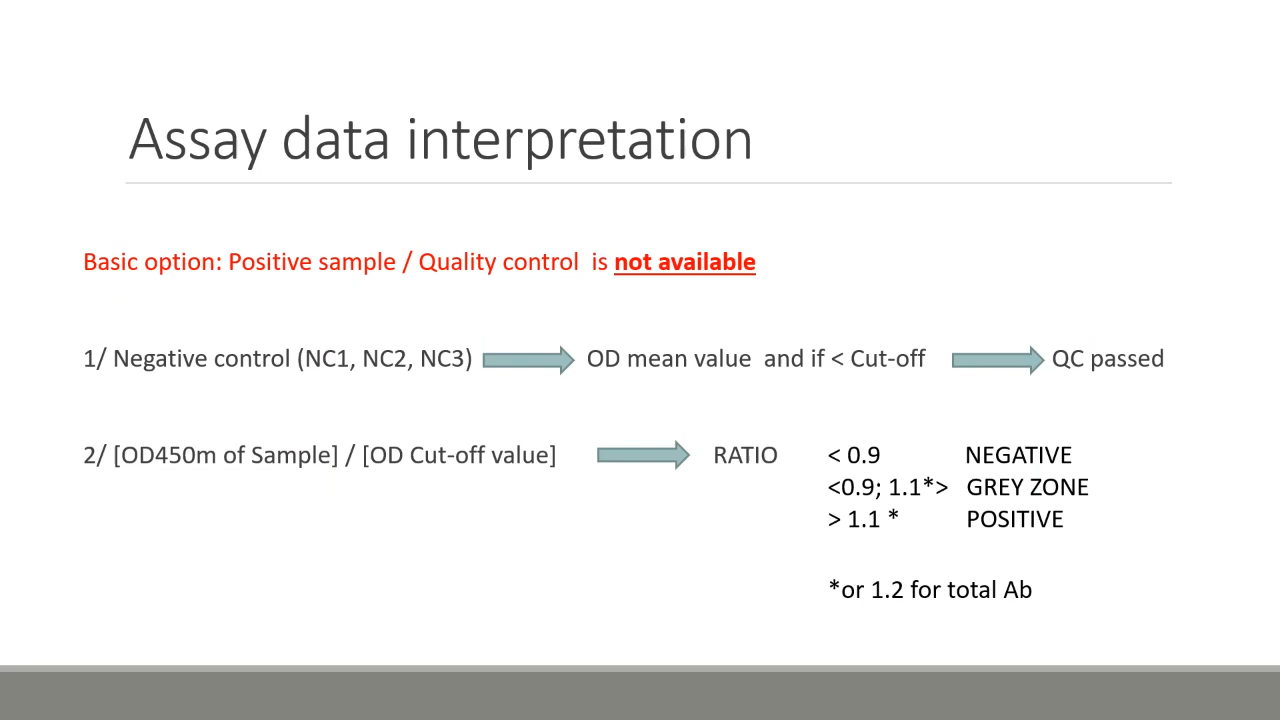 Assay data interpretation
Basic option: Positive sample / Quality control is not available
1/ Negative control (NC1, NC2, NC3) OD mean value and if < Cut-off QC passed
2/ [OD450m of Sample] / [OD Cut-off value] RATIO < 0.9 NEGATIVE
<0.9; 1.1*> GREY ZONE
> 1.1 * POSITIVE
*or 1.2 for total Ab